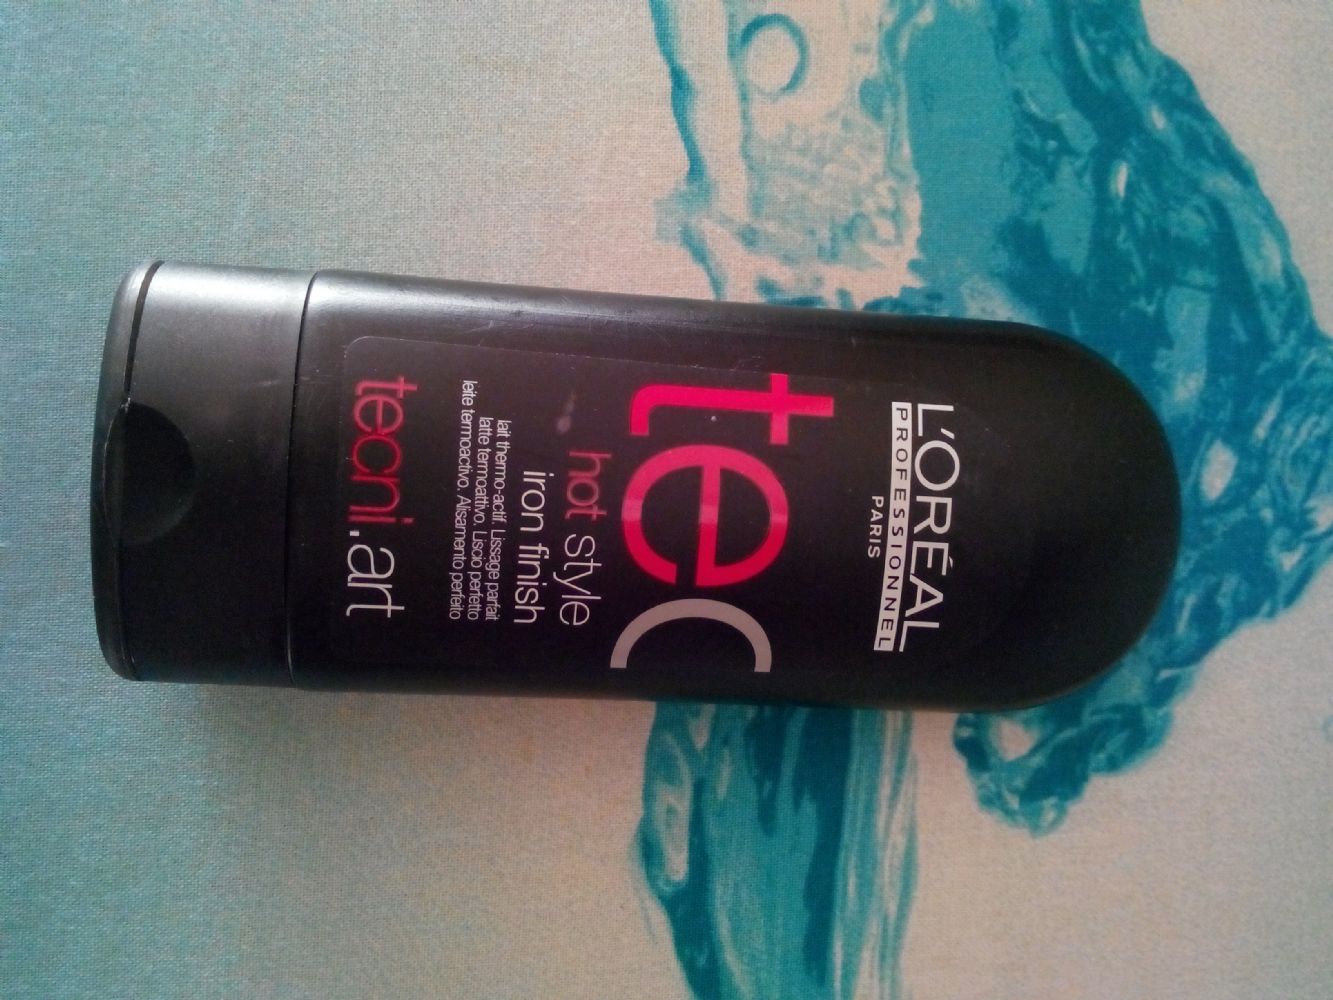 L'ORÉAL
PROFESSIONNEL
PARIS
tec
hot style
iron finish
lait thermo-actif. Lissage parfait
latte termoattivo. Liscio perfetto
leite termoactivo. Alisamento perfeito
tecni.art